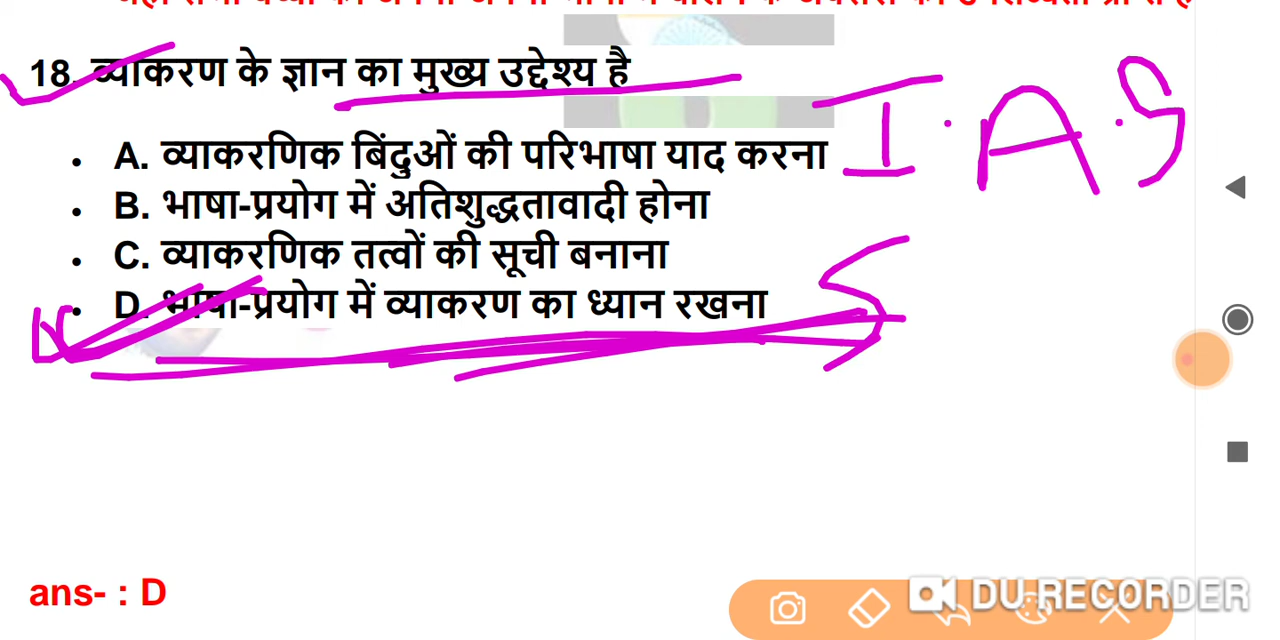 18. व्याकरण के ज्ञान का मुख्य उद्देश्य है
I.A.S
• A. व्याकरणिक बिंदुओं की परिभाषा याद करना
• B. भाषा-प्रयोग में अतिशुद्धतावादी होना
• C. व्याकरणिक तत्वों की सूची बनाना
• D. भाषा-प्रयोग में व्याकरण का ध्यान रखना
ans- : D
DU RECORDER